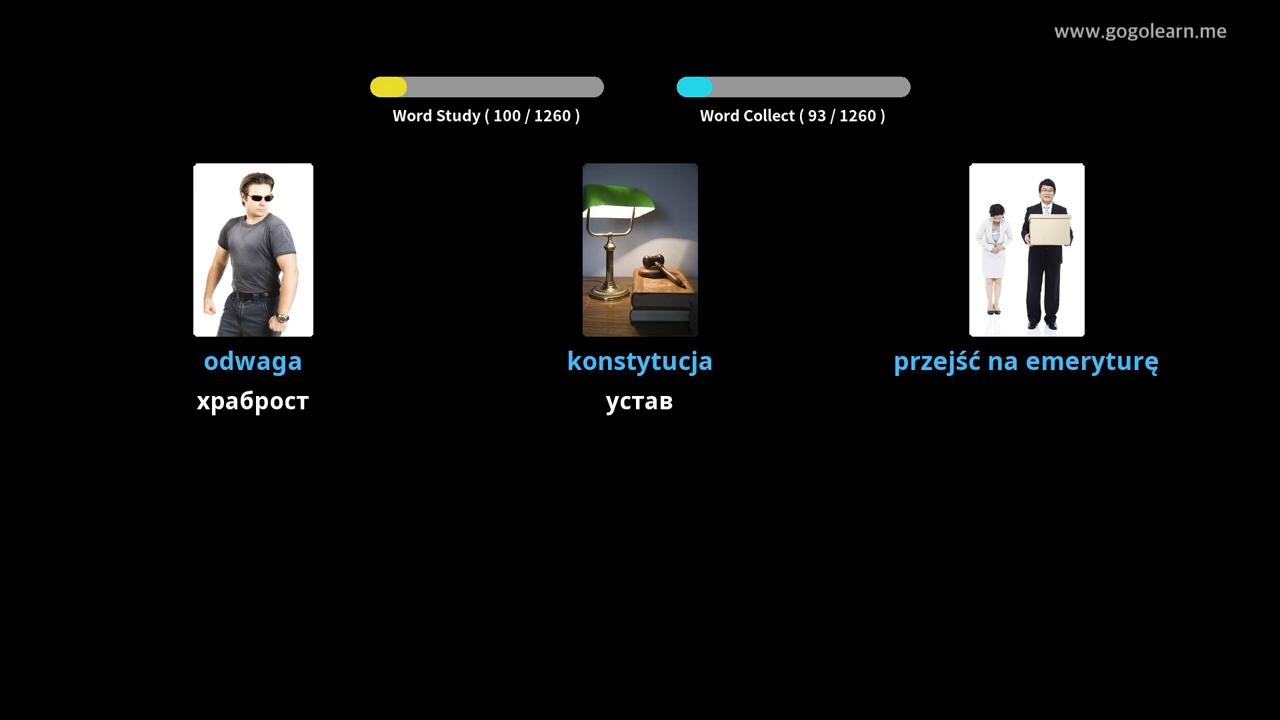 www.gogolearn.me
Word Study ( 100 / 1260 )
Word Collect ( 93 / 1260 )
odwaga
konstytucja
przejść na emeryturę
храброст
устав